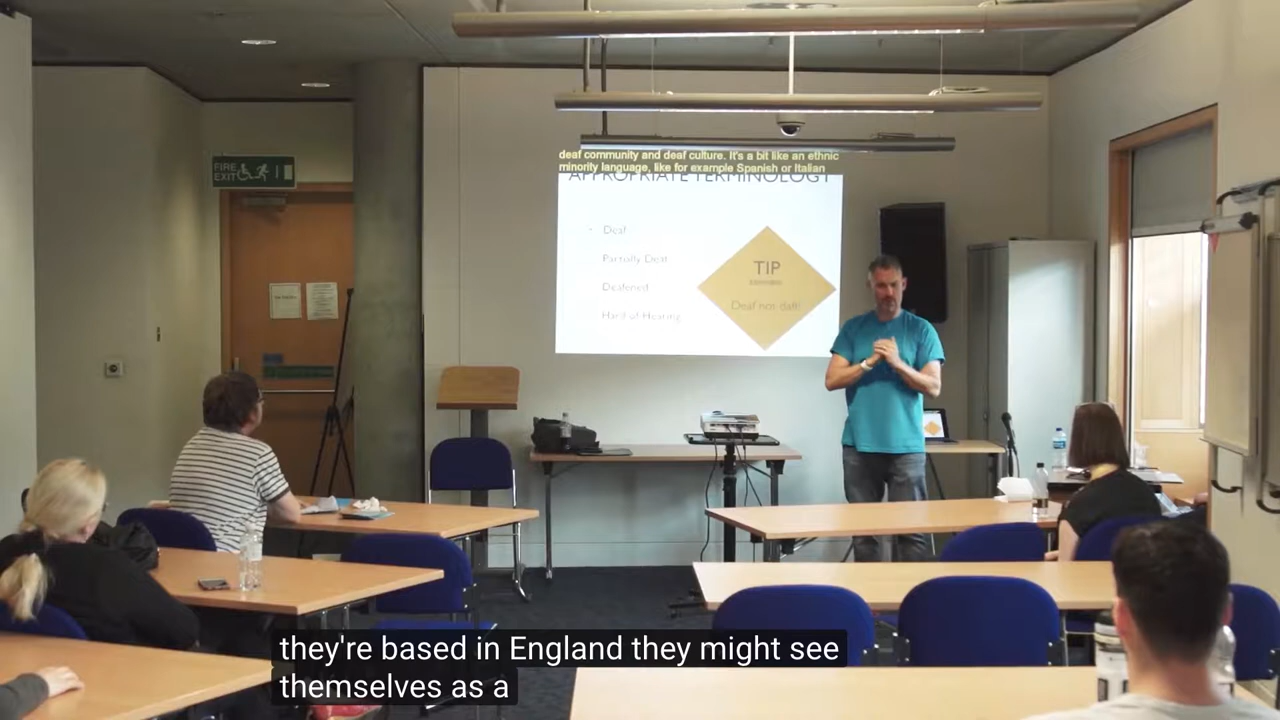 deaf community and deaf culture. It's a bit like an ethnic
minority language, like for example Spanish or Italian
APPROPRIATE TERMINOLOGY
FIRE
EXIT
• Deaf
Partially Deaf
Deafened
Hard of Hearing
TIP
Deaf not daft!
they're based in England they might see
themselves as a